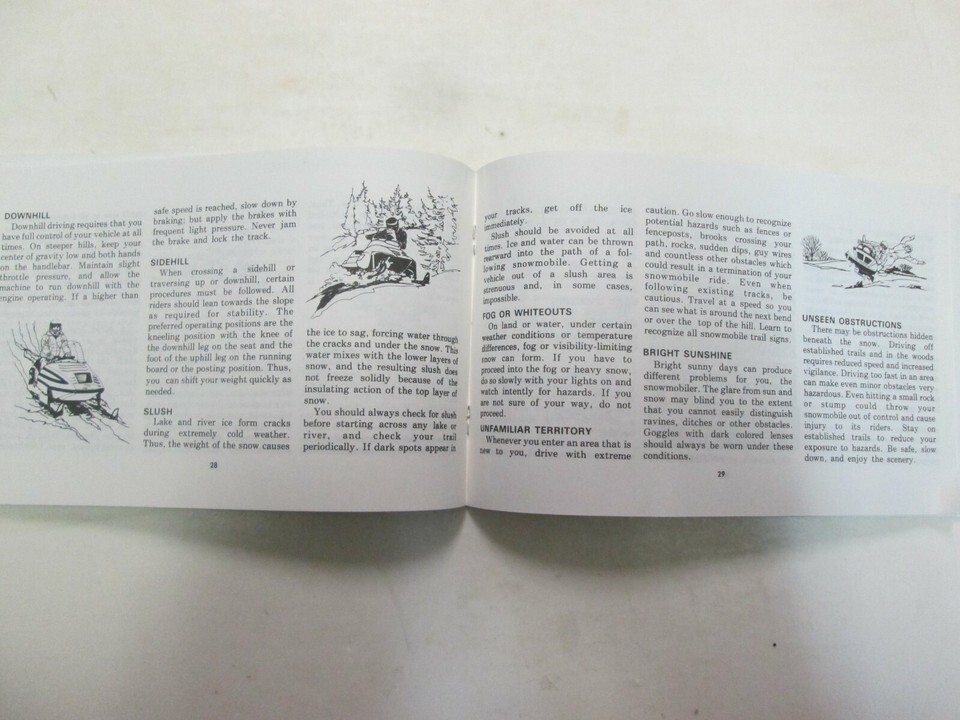 DOWNHILL
Downhill driving requires that you
have full control of your vehicle at all
times. On steeper hills, keep your
center of gravity low and both hands
on the handlebar. Maintain slight
throttle pressure, and allow the
machine to run downhill with the
engine operating. If a higher than
safe speed is reached, slow down by
braking; but apply the brakes with
frequent light pressure. Never jam
the brake and lock the track.
SIDEHILL
When crossing a sidehill or
traversing up or downhill, certain
procedures must be followed. All
riders should lean towards the slope
as required for stability. The
preferred operating positions are the
kneeling position with the knee of
the downhill leg on the seat and the
foot of the uphill leg on the running
board or the posting position. Thus,
you can shift your weight quickly as
needed.
SLUSH
Lake and river ice form cracks
during extremely cold weather.
Thus, the weight of the snow causes
the ice to sag, forcing water through
the cracks and under the snow. This
water mixes with the lower layers of
snow, and the resulting slush does
not freeze solidly because of the
insulating action of the top layer of
snow.
You should always check for slush
before starting across any lake or
river, and check your trail
periodically. If dark spots appear in
28
your tracks, get off the ice
immediately.
Slush should be avoided at all
times. Ice and water can be thrown
rearward into the path of a fol-
lowing snowmobile. Getting a
vehicle out of a slush area is
strenuous and, in some cases,
impossible.
FOG OR WHITEOUTS
On land or water, under certain
weather conditions or temperature
differences, fog or visibility-limiting
snow can form. If you have to
proceed into the fog or heavy snow,
do so slowly with your lights on and
watch intently for hazards. If you
are not sure of your way, do not
proceed.
UNFAMILIAR TERRITORY
Whenever you enter an area that is
new to you, drive with extreme
caution. Go slow enough to recognize
potential hazards such as fences or
fenceposts, brooks crossing your
path, rocks, sudden dips, guy wires
and countless other obstacles which
could result in a termination of your
snowmobile ride. Even when
following existing tracks, be
cautious. Travel at a speed so you
can see what is around the next bend
or over the top of the hill. Learn to
recognize all snowmobile trail signs.
BRIGHT SUNSHINE
Bright sunny days can produce
different problems for you, the
snowmobiler. The glare from sun and
snow may blind you to the extent
that you cannot easily distinguish
ravines, ditches or other obstacles.
Goggles with dark colored lenses
should always be worn under these
conditions.
29
UNSEEN OBSTRUCTIONS
There may be obstructions hidden
beneath the snow. Driving off
established trails and in the woods
requires reduced speed and increased
vigilance. Driving too fast in an area
can make even minor obstacles very
hazardous. Even hitting a small rock
or stump could throw your
snowmobile out of control and cause
injury to its riders. Stay on
established trails to reduce your
exposure to hazards. Be safe, slow
down, and enjoy the scenery.